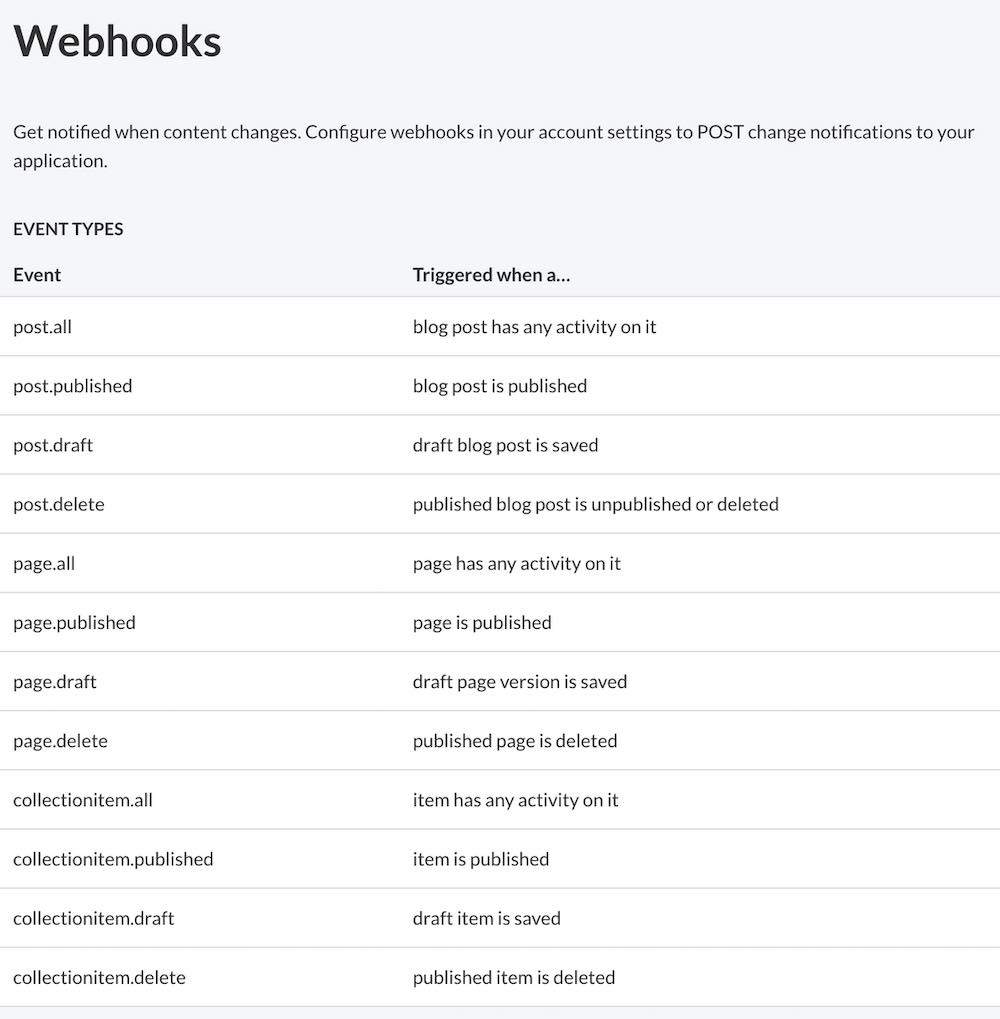 Webhooks
Get notified when content changes. Configure webhooks in your account settings to POST change notifications to your
application.
EVENT TYPES
Event Triggered when a...
post.all blog post has any activity on it
post.published blog post is published
post.draft draft blog post is saved
post.delete published blog post is unpublished or deleted
page.all page has any activity on it
page.published page is published
page.draft draft page version is saved
page.delete published page is deleted
collectionitem.all item has any activity on it
collectionitem.published item is published
collectionitem.draft draft item is saved
collectionitem.delete published item is deleted